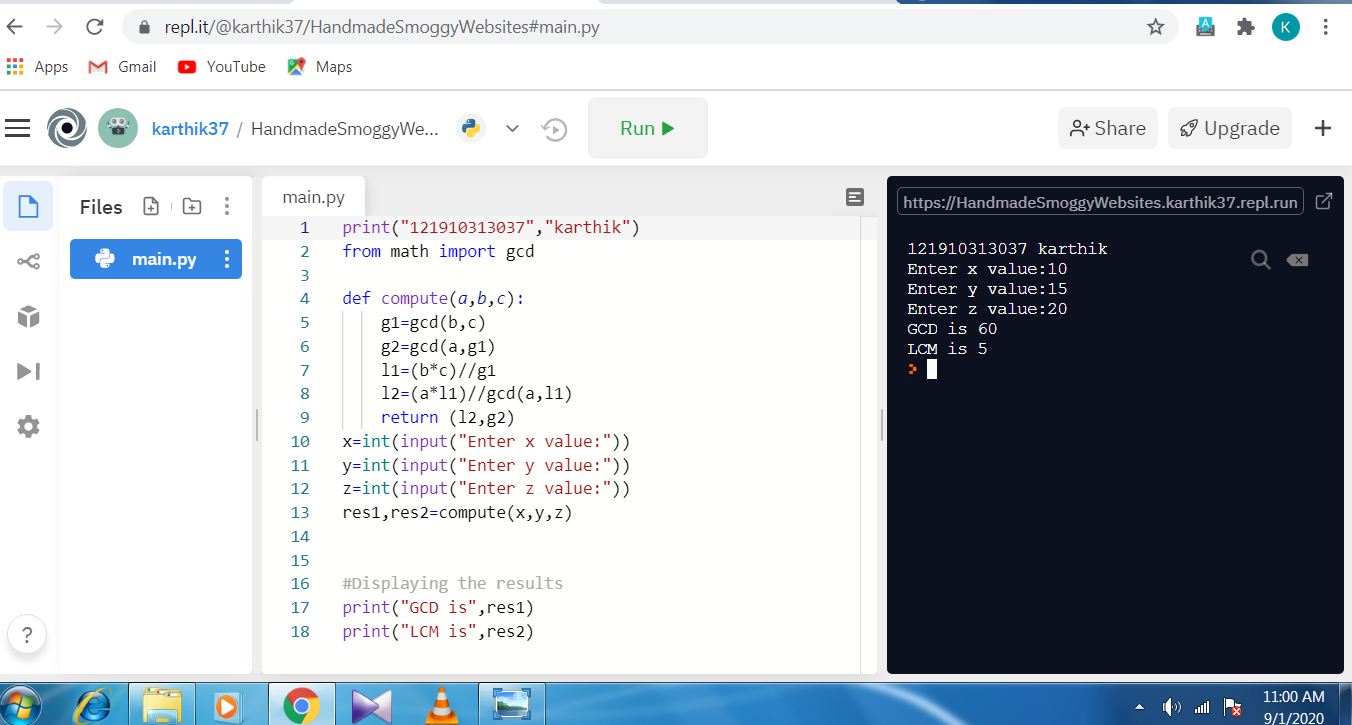 repl.it/@karthik37/HandmadeSmoggyWebsites#main.py
K
Apps Gmail YouTube Maps
karthik37 / HandmadeSmoggyWe... Run Share Upgrade +
Files
main.py
main.py
1 print("121910313037","karthik")
2 from math import gcd
3
4 def compute(a,b,c):
5 g1=gcd(b,c)
6 g2=gcd(a,g1)
7 l1=(b*c)//g1
8 l2=(a*l1)//gcd(a,l1)
9 return (l2,g2)
10 x=int(input("Enter x value:"))
11 y=int(input("Enter y value:"))
12 z=int(input("Enter z value:"))
13 res1,res2=compute(x,y,z)
14
15
16 #Displaying the results
17 print("GCD is",res1)
18 print("LCM is",res2)
https://HandmadeSmoggyWebsites.karthik37.repl.run
121910313037 karthik
Enter x value:10
Enter y value:15
Enter z value:20
GCD is 60
LCM is 5
>
?
11:00 AM
9/1/2020